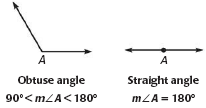 A
A
Obtuse angle
Straight angle
90°<m∠A<180°
m∠A = 180°